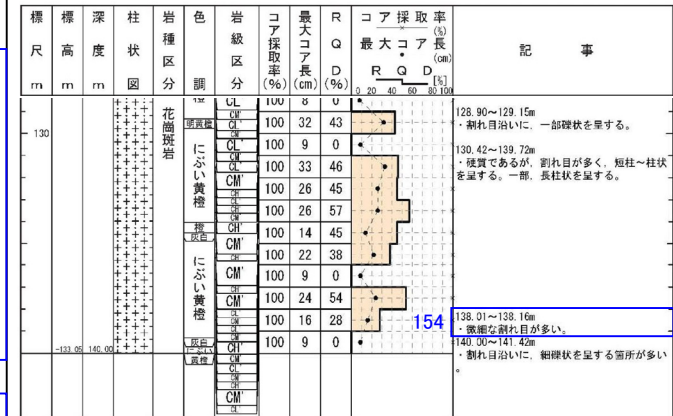 標尺 m
標高 m
深度 m
柱状図
岩種区分
色調
岩級区分
コア採取率(%)
最大コア長(cm)
RQD(%)
コア採取率(%)
最大コア長(cm)
RQD[%]
0 20 40 60 80 100
記事
花崗斑岩
CL 100 8 0
明黄橙
130
CM'
CL'
100 32 43
CL' 100 9 0
にぶい黄橙
100 33 46
CM' 100 26 45
100 26 57
橙 CH' 100 14 45
灰白
CM' 100 22 38
にぶい黄橙
CM' 100 9 0
100 24 54
100 16 28
154
灰白
-133.05 140.00
CH' 100 9 0
黄橙
CM'
CM'
128.90～129.15m
・割れ目沿いに、一部礫状を呈する。
130.42～139.72m
・硬質であるが、割れ目が多く、短柱～柱状
を呈する。一部、長柱状を呈する。
138.01～138.16m
・微細な割れ目が多い。
140.00～141.42m
・割れ目沿いに、細礫状を呈する箇所が多い
。